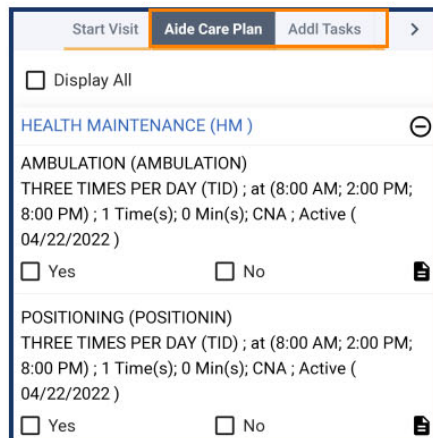 Start Visit Aide Care Plan Addl Tasks >
Display All
HEALTH MAINTENANCE (HM )
AMBULATION (AMBULATION)
THREE TIMES PER DAY (TID) ; at (8:00 AM; 2:00 PM;
8:00 PM) ; 1 Time(s); 0 Min(s); CNA ; Active (
04/22/2022 )
Yes No
POSITIONING (POSITIONIN)
THREE TIMES PER DAY (TID) ; at (8:00 AM; 2:00 PM;
8:00 PM) ; 1 Time(s); 0 Min(s); CNA ; Active (
04/22/2022 )
Yes No